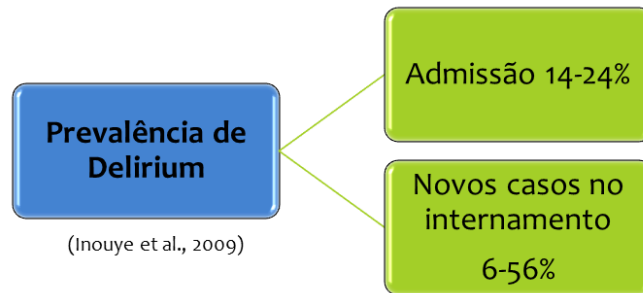 Prevalência de
Delirium
(Inouye et al., 2009)
Admissão 14-24%
Novos casos no
internamento
6-56%